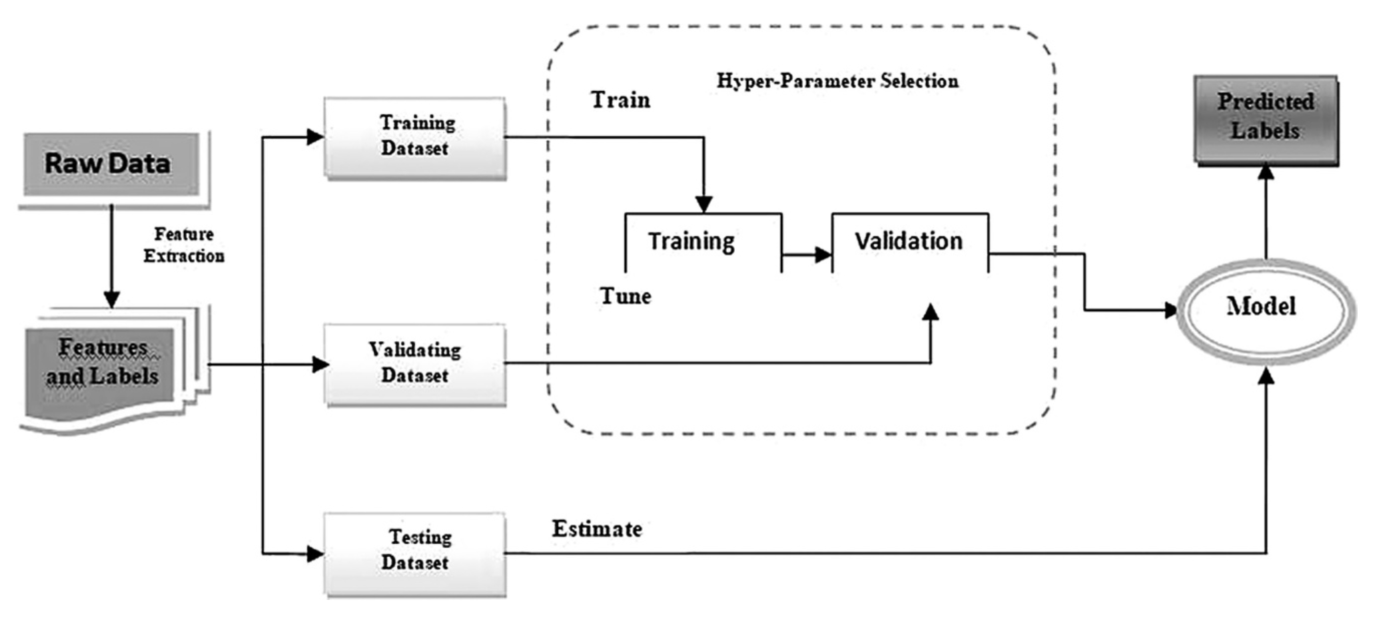 Raw Data
Feature
Extraction
Features
and Labels
Training
Dataset
Validating
Dataset
Testing
Dataset
Train
Hyper-Parameter Selection
Training
Validation
Tune
Estimate
Predicted
Labels
Model